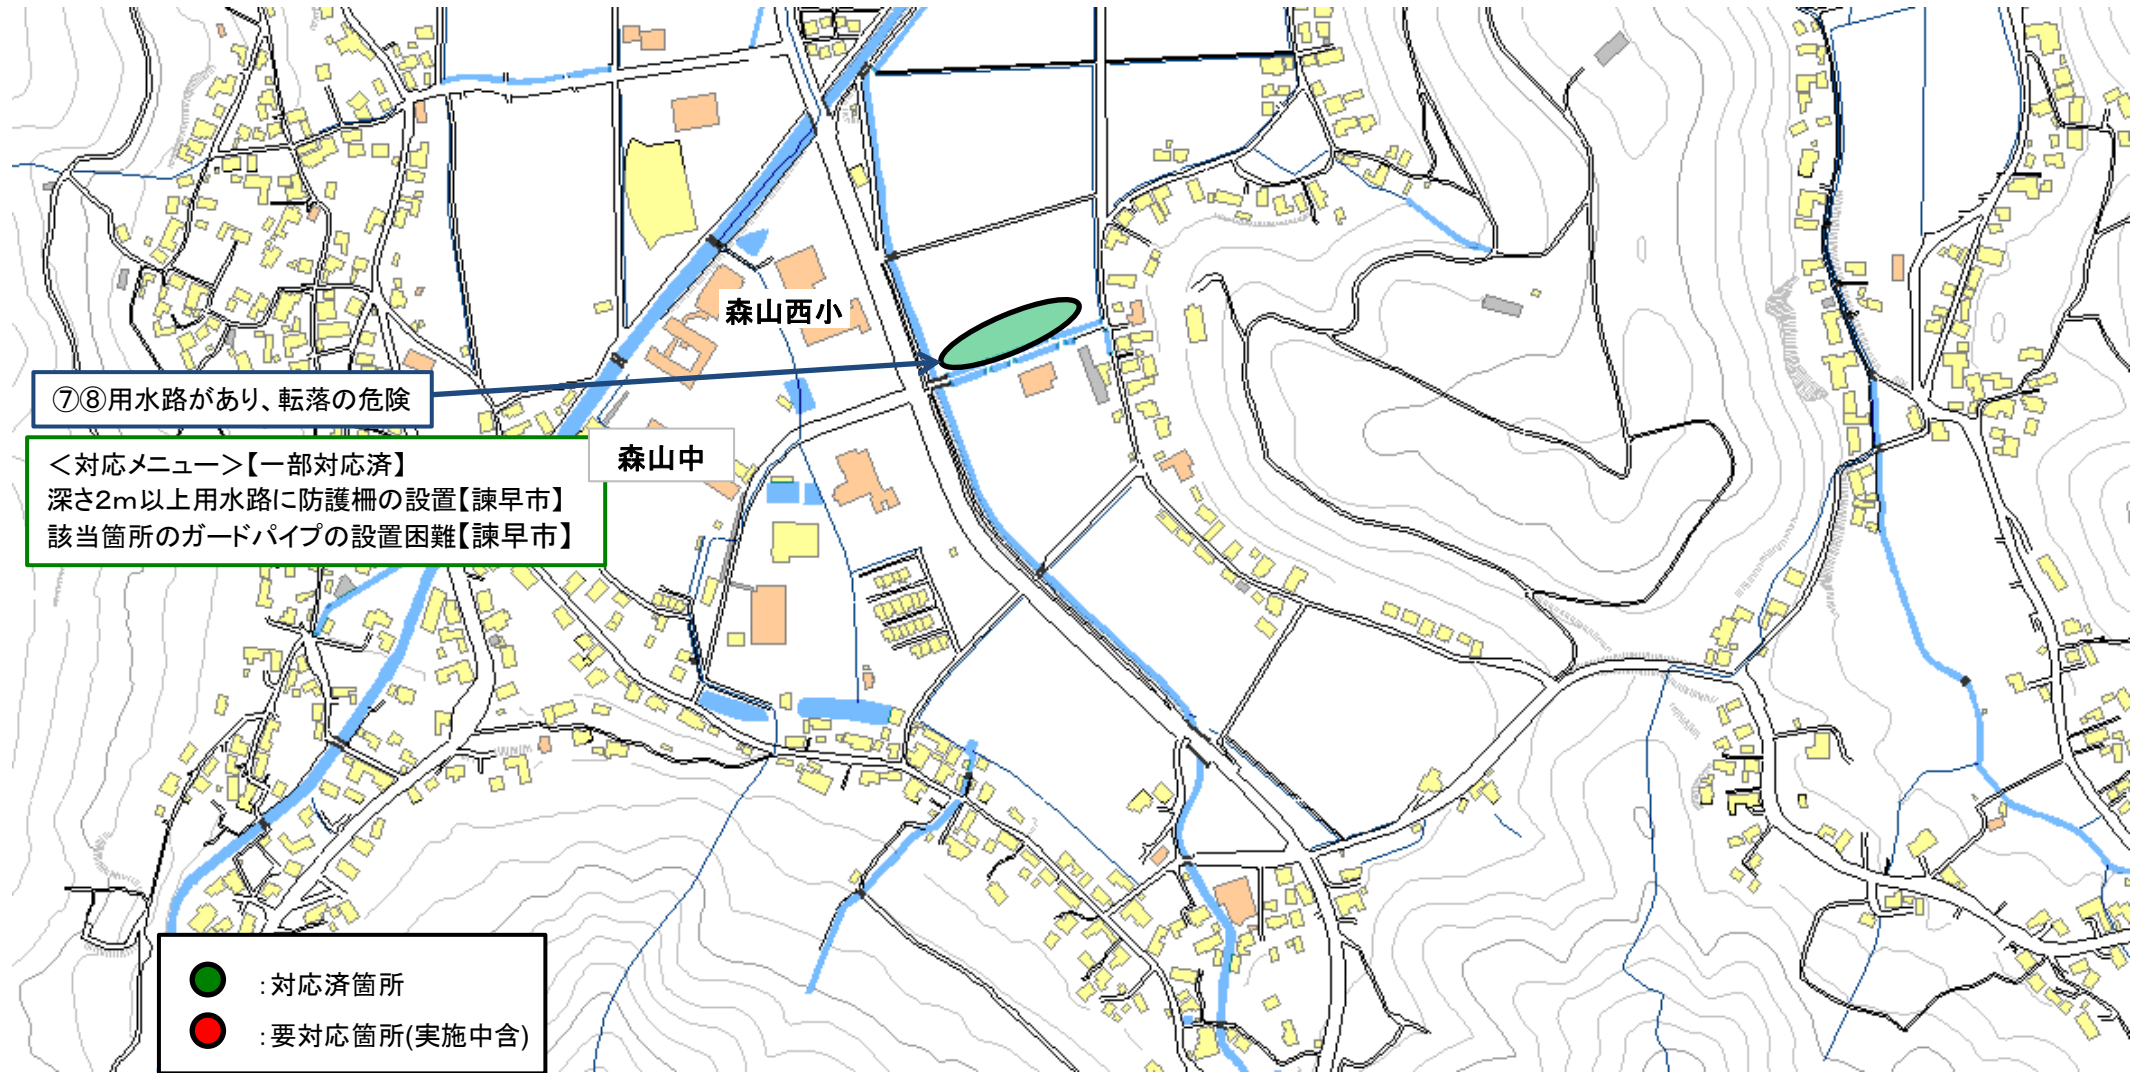 森山西小
⑦⑧用水路があり、転落の危険
森山中
＜対応メニュー＞【一部対応済】
深さ2ｍ以上用水路に防護柵の設置【諫早市】
該当箇所のガードパイプの設置困難【諫早市】
：対応済箇所
：要対応箇所(実施中含)